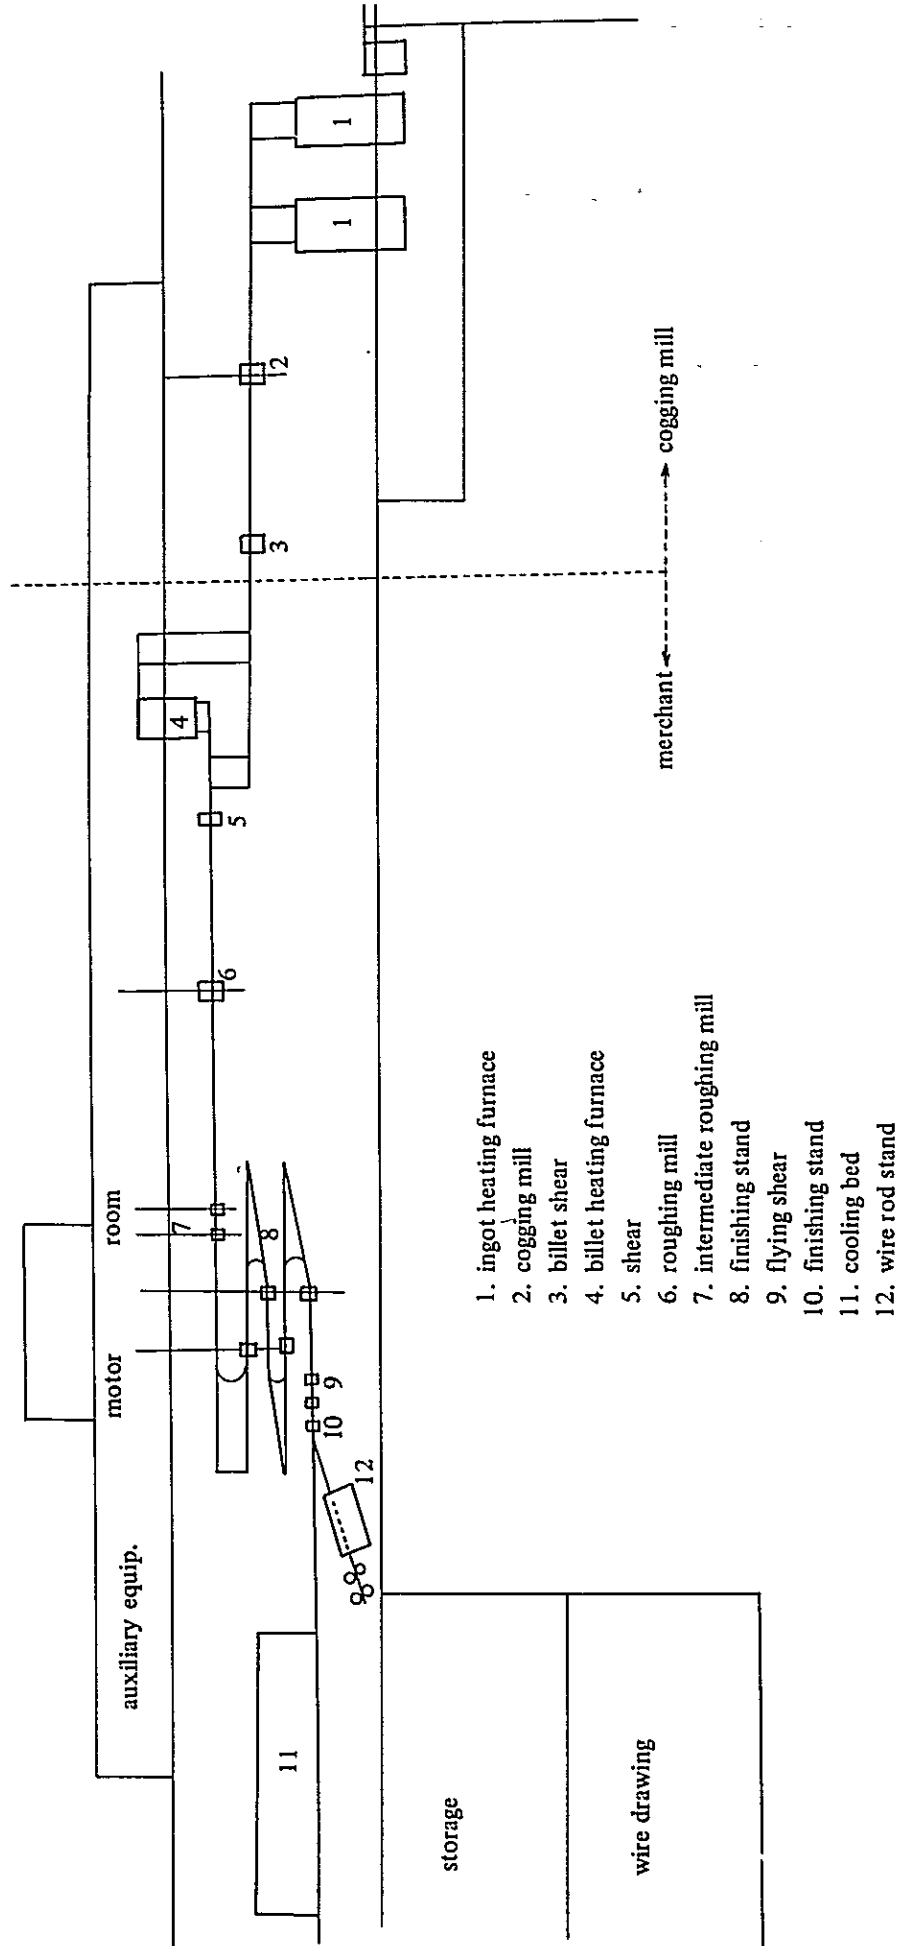 motor room
auxiliary equip.
1
1
2
3
4
5
6
7
8
9
10
11
12
merchant
cogging mill
storage
wire drawing
1. ingot heating furnace
2. cogging mill
3. billet shear
4. billet heating furnace
5. shear
6. roughing mill
7. intermediate roughing mill
8. finishing stand
9. flying shear
10. finishing stand
11. cooling bed
12. wire rod stand